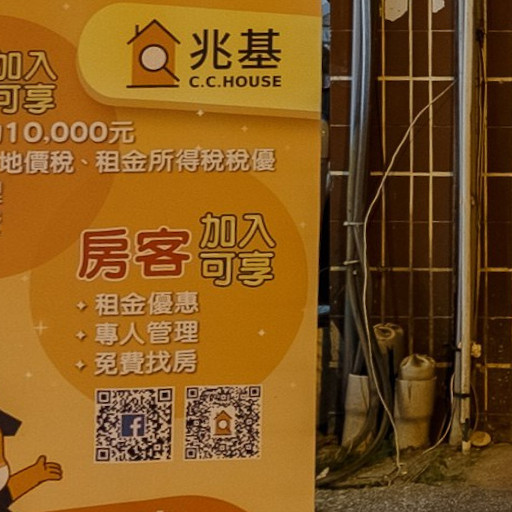 兆基
C.C.HOUSE
加入
可享
10,000元
地價稅、租金所得稅稅優
房客 加入
可享
租金優惠
專人管理
免費找房